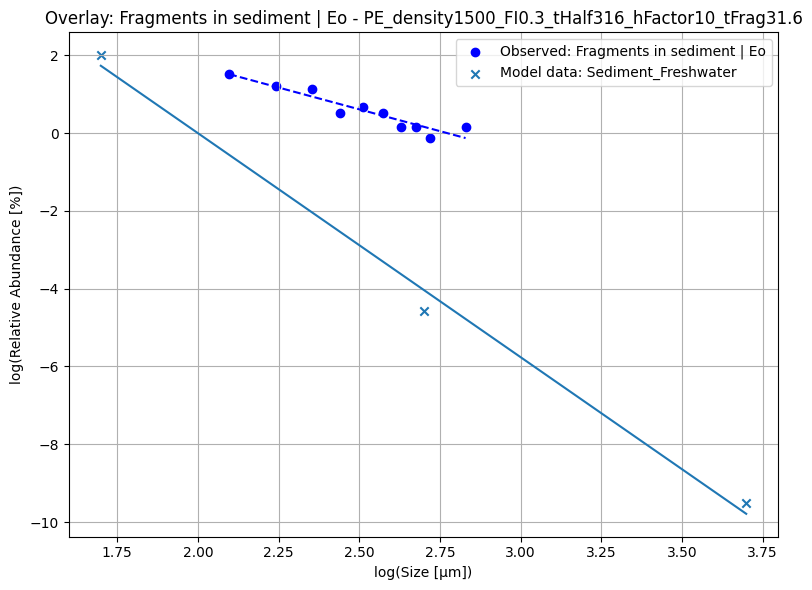 Overlay: Fragments in sediment | Eo - PE_density1500_FI0.3_tHalf316_hFactor10_tFrag31.6
Observed: Fragments in sediment | Eo
Model data: Sediment_Freshwater
log(Relative Abundance [%])
2
0
−2
−4
−6
−8
−10
1.75 2.00 2.25 2.50 2.75 3.00 3.25 3.50 3.75
log(Size [μm])